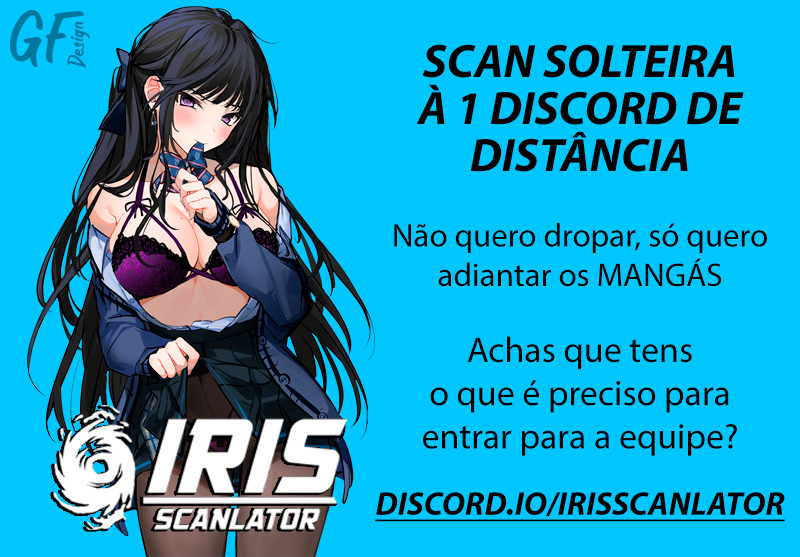 GF
Design
SCAN SOLTEIRA
À 1 DISCORD DE
DISTÂNCIA
Não quero dropar, só quero
adiantar os MANGÁS
Achas que tens
o que é preciso para
entrar para a equipe?
IRIS
SCANLATOR
DISCORD.IO/IRISSCANLATOR